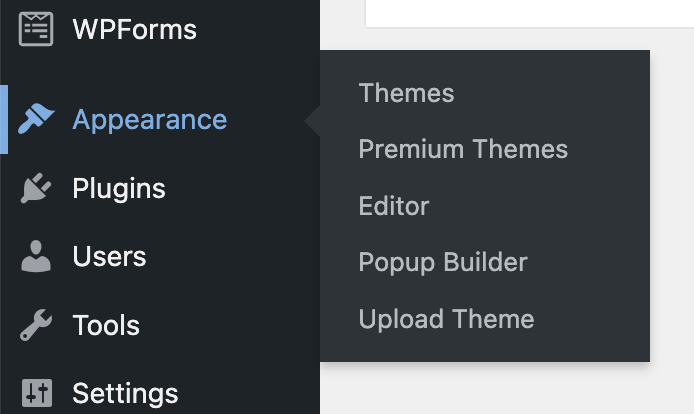 WPForms
Appearance
Themes
Premium Themes
Editor
Popup Builder
Upload Theme
Plugins
Users
Tools
Settings